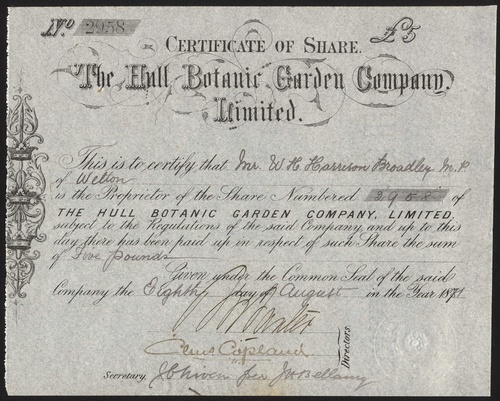 No 2958 £5
CERTIFICATE OF SHARE.
The Hull Botanic Garden Company,
Limited.
This is to certify that Mr. W H Harrison Broadley M.P.
of Welton
is the Proprietor of the Share Numbered 2958 of
THE HULL BOTANIC GARDEN COMPANY, LIMITED,
subject to the Regulations of the said Company, and up to this
day there has been paid up in respect of such Share the sum
of Five pounds
Given under the Common Seal of the said
Company the Eighth day of August in the Year 1871.
Copland
Directors
Secretary. J C Niven per J H Bellamy